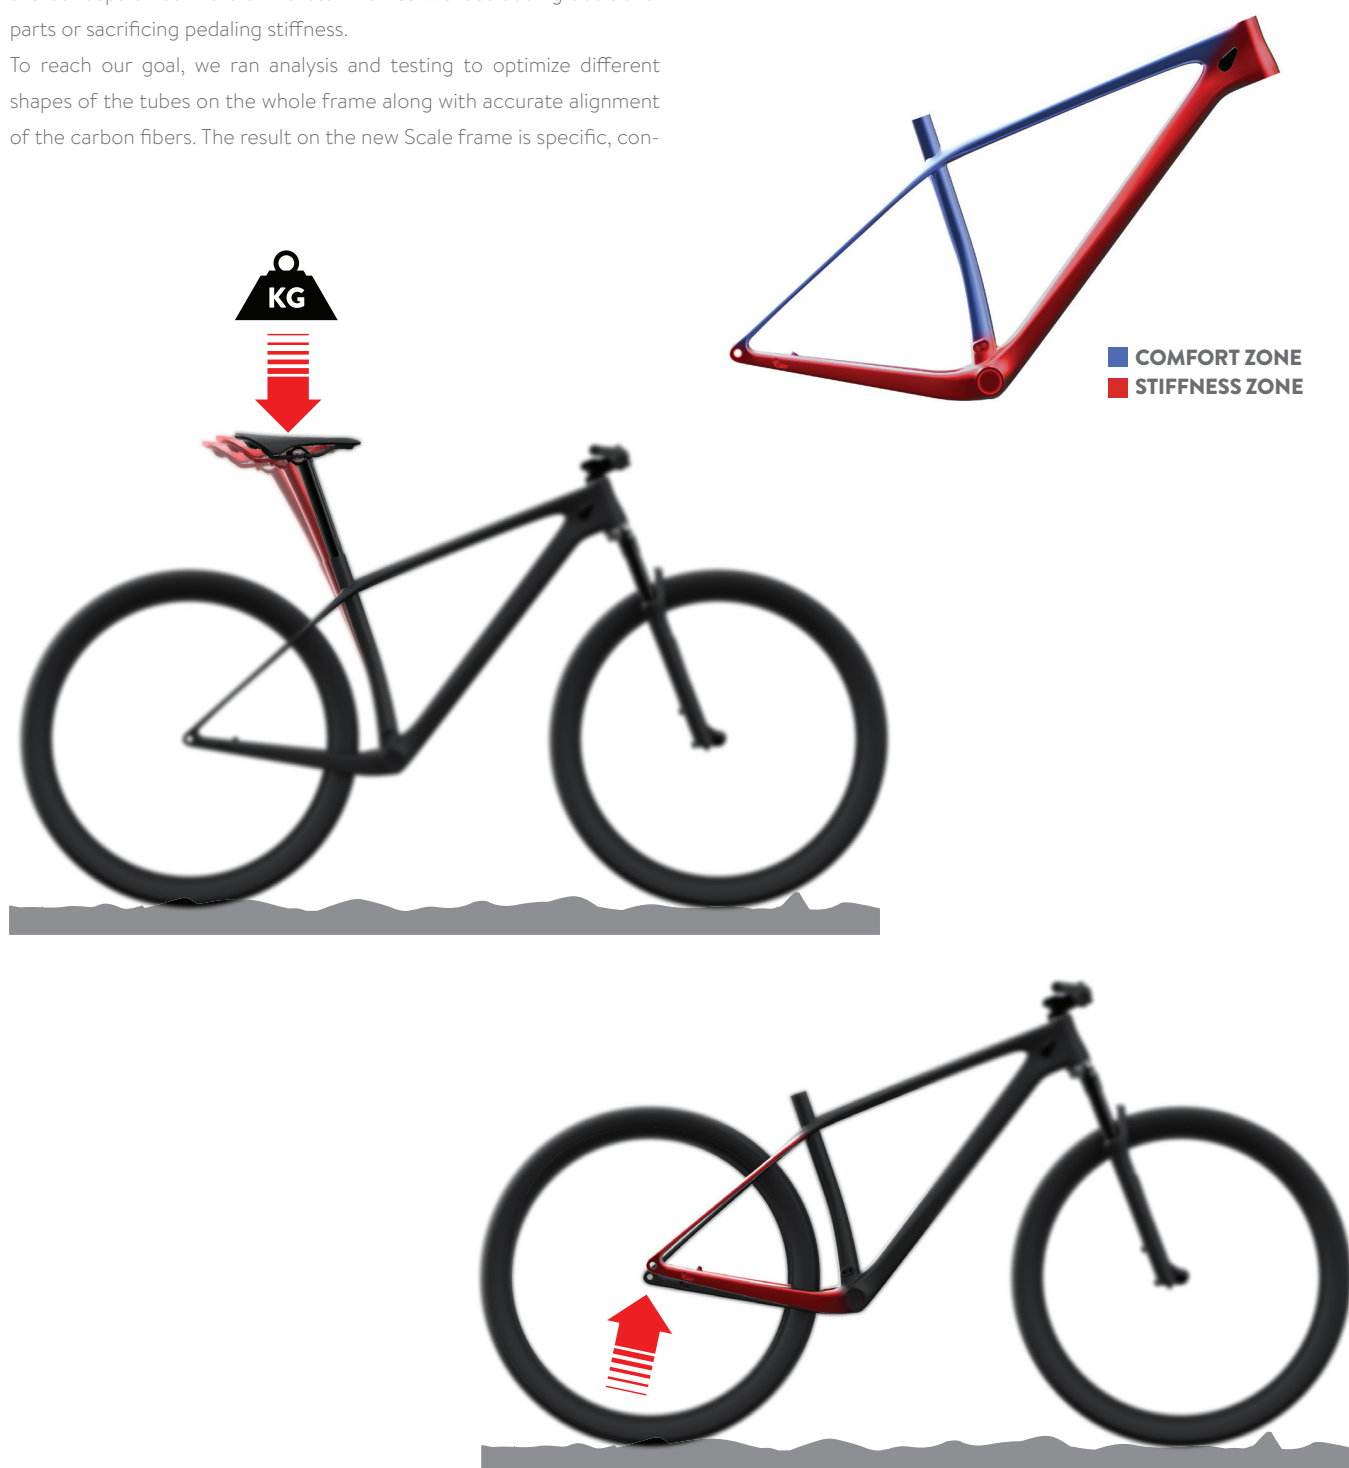 parts or sacrificing pedaling stiffness.
To reach our goal, we ran analysis and testing to optimize different
shapes of the tubes on the whole frame along with accurate alignment
of the carbon fibers. The result on the new Scale frame is specific, con-
KG
COMFORT ZONE
STIFFNESS ZONE